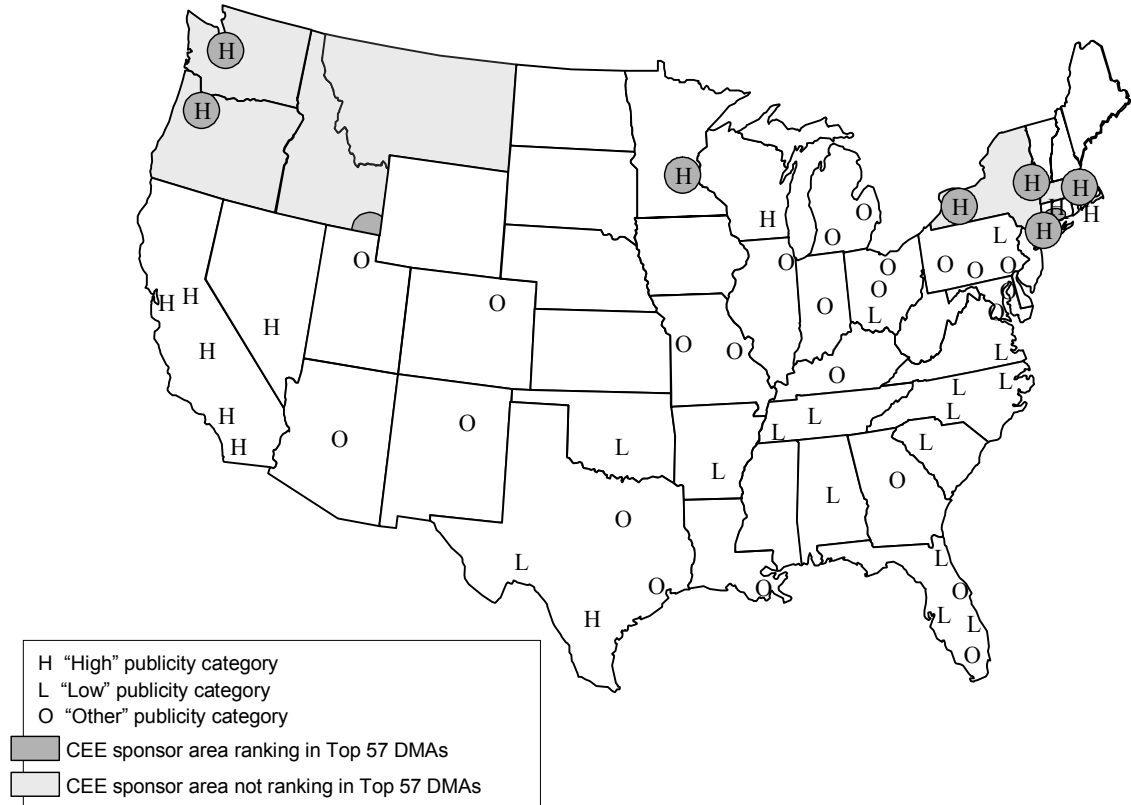 H
H
H
H H
O H H H
H H
O L
O O O O O O
H H O O O O O
L
H
H O O L
O L L
H L L
O L
H O L L
L O
L
O
L L
O O O
H L L
O
H “High” publicity category
L “Low” publicity category
O “Other” publicity category
CEE sponsor area ranking in Top 57 DMAs
CEE sponsor area not ranking in Top 57 DMAs